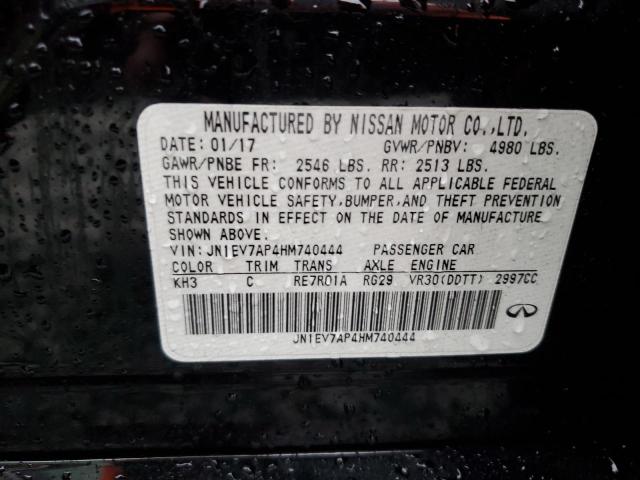 MANUFACTURED BY NISSAN MOTOR CO.,LTD.
DATE: 01/17 GVWR/PNBV: 4980 LBS.
GAWR/PNBE FR: 2546 LBS. RR: 2513 LBS.
THIS VEHICLE CONFORMS TO ALL APPLICABLE FEDERAL
MOTOR VEHICLE SAFETY,BUMPER,AND THEFT PREVENTION
STANDARDS IN EFFECT ON THE DATE OF MANUFACTURE
SHOWN ABOVE.
VIN: JN1EV7AP4HM740444 PASSENGER CAR
COLOR TRIM TRANS AXLE ENGINE
KH3 C RE7R01A RG29 VR30(DDTT) 2997CC
JN1EV7AP4HM740444